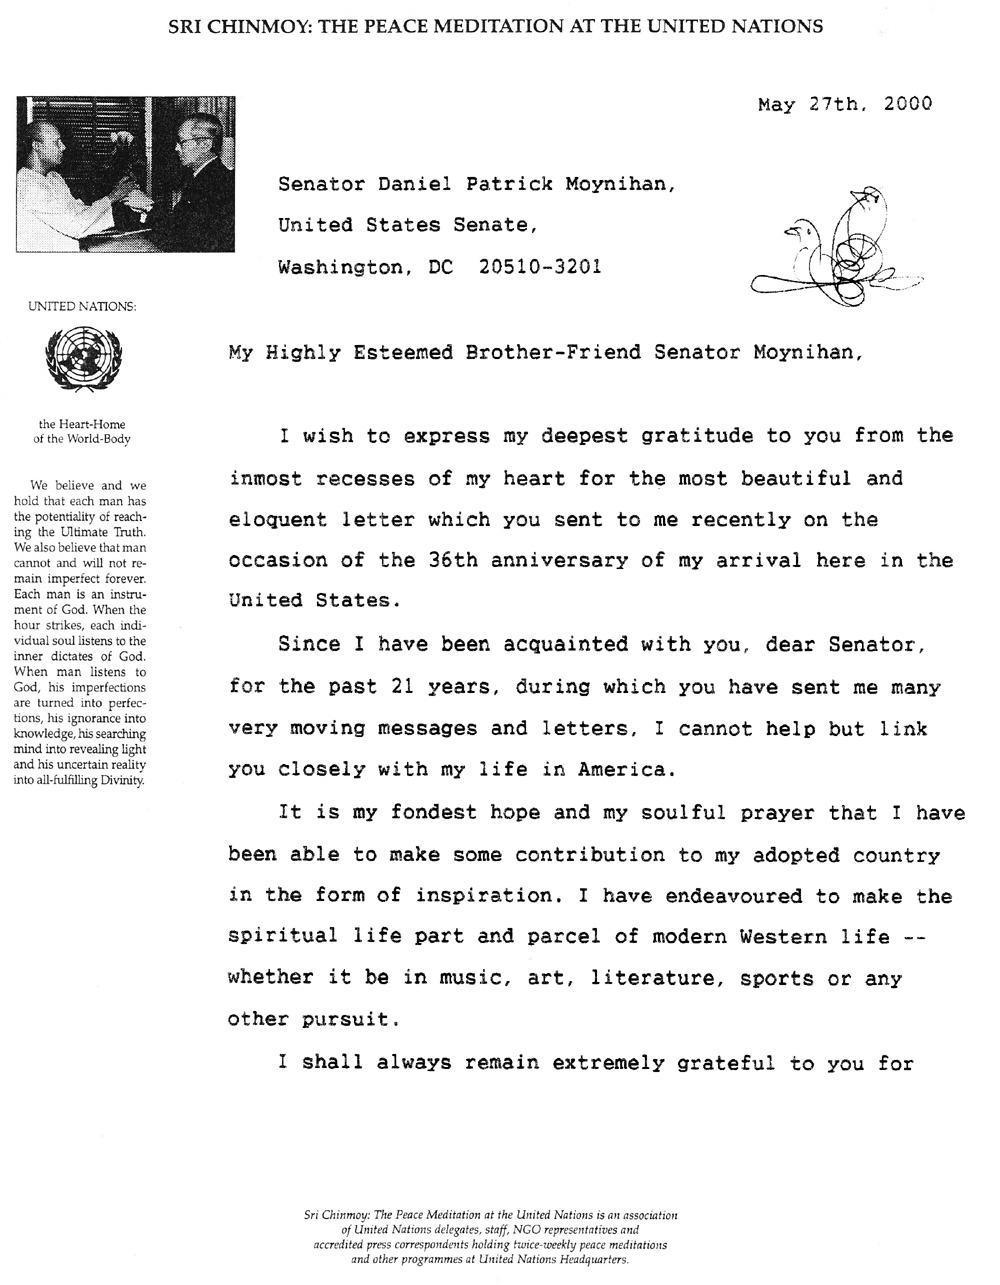 SRI CHINMOY: THE PEACE MEDITATION AT THE UNITED NATIONS
May 27th, 2000
Senator Daniel Patrick Moynihan,
United States Senate,
Washington, DC 20510-3201
UNITED NATIONS:
the Heart-Home
of the World-Body
We believe and we
hold that each man has
the potentiality of reach-
ing the Ultimate Truth.
We also believe that man
cannot and will not re-
main imperfect forever.
Each man is an instru-
ment of God. When the
hour strikes, each indi-
vidual soul listens to the
inner dictates of God.
When man listens to
God, his imperfections
are turned into perfec-
tions, his ignorance into
knowledge, his searching
mind into revealing light
and his uncertain reality
into all-fulfilling Divinity.
My Highly Esteemed Brother-Friend Senator Moynihan,
I wish to express my deepest gratitude to you from the
inmost recesses of my heart for the most beautiful and
eloquent letter which you sent to me recently on the
occasion of the 36th anniversary of my arrival here in the
United States.
Since I have been acquainted with you, dear Senator,
for the past 21 years, during which you have sent me many
very moving messages and letters, I cannot help but link
you closely with my life in America.
It is my fondest hope and my soulful prayer that I have
been able to make some contribution to my adopted country
in the form of inspiration. I have endeavoured to make the
spiritual life part and parcel of modern Western life --
whether it be in music, art, literature, sports or any
other pursuit.
I shall always remain extremely grateful to you for
Sri Chinmoy: The Peace Meditation at the United Nations is an association
of United Nations delegates, staff, NGO representatives and
accredited press correspondents holding twice-weekly peace meditations
and other programmes at United Nations Headquarters.